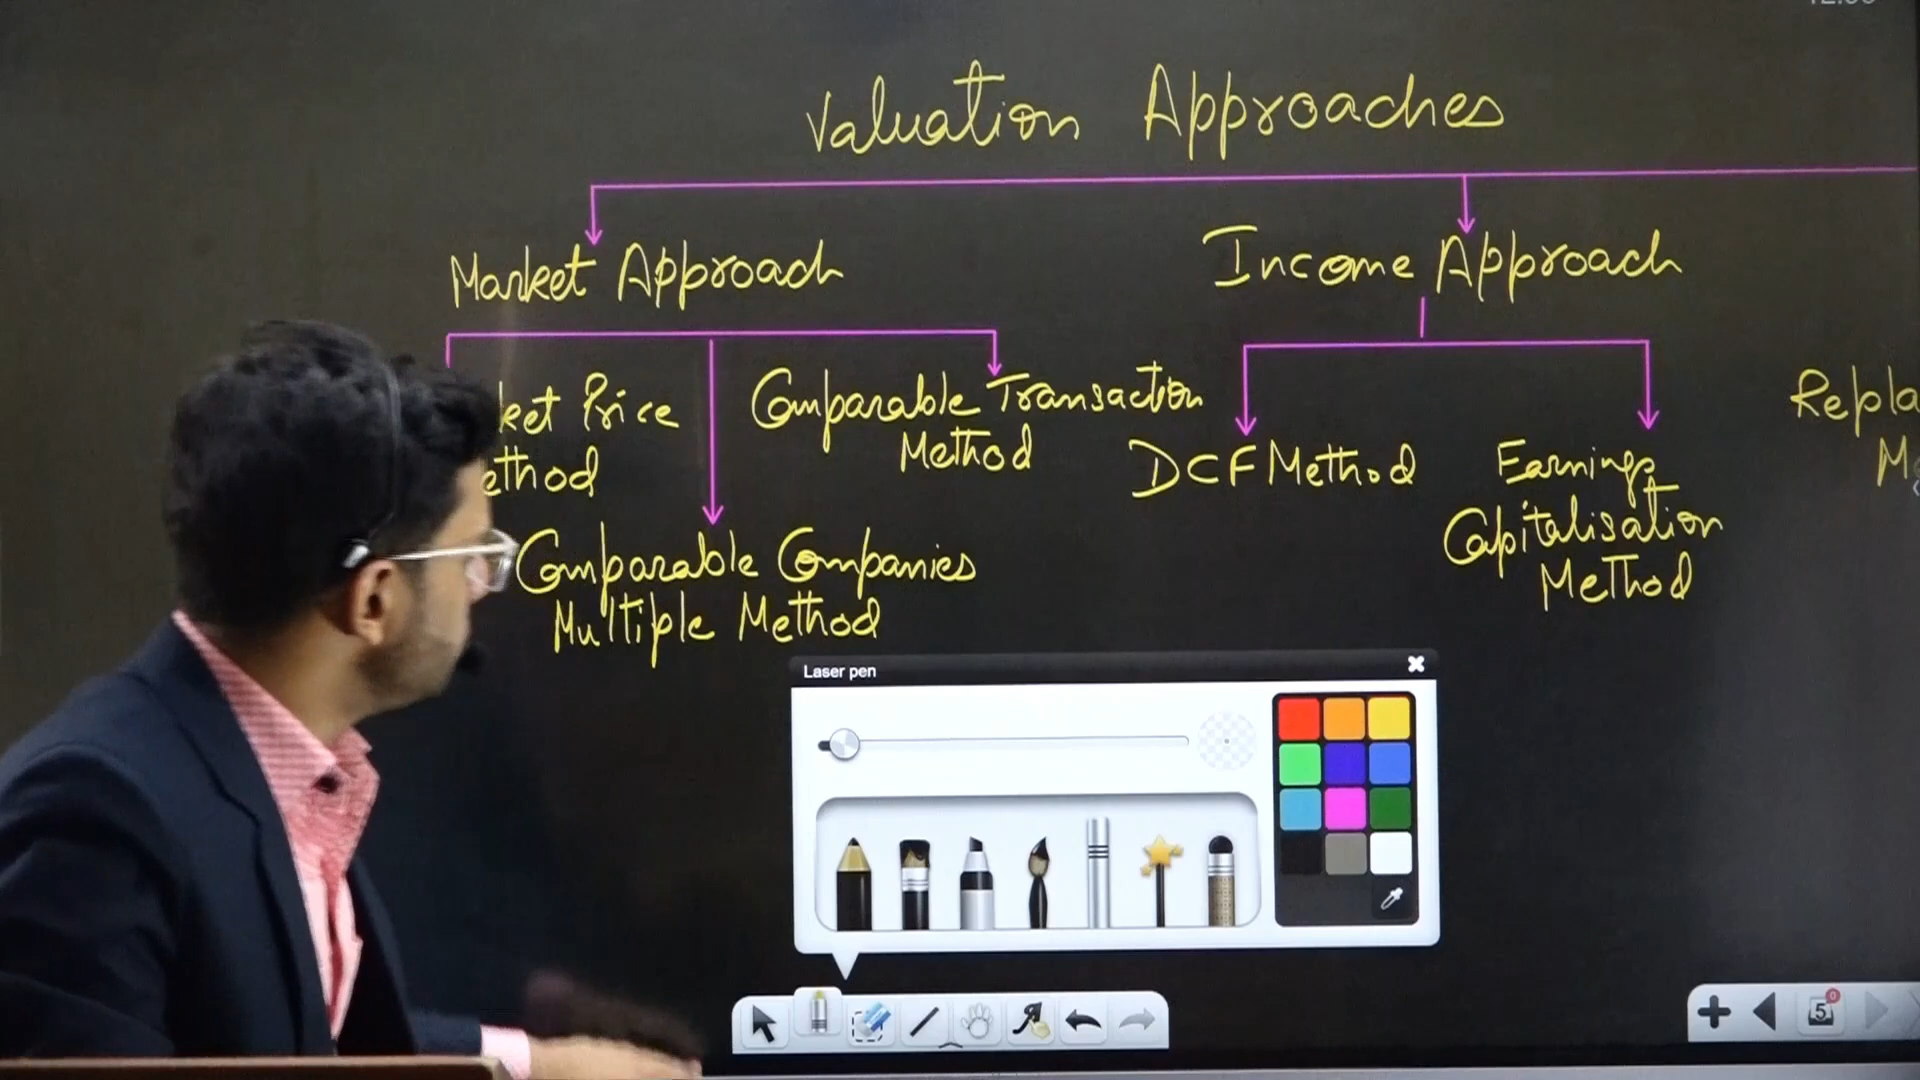 Valuation Approaches
Market Approach
Income Approach
ket Price
ethod
Comparable Transaction
Method
Comparable Companies
Multiple Method
DCF Method
Earnings
Capitalisation
Method
Repla
M
Laser pen
5
0